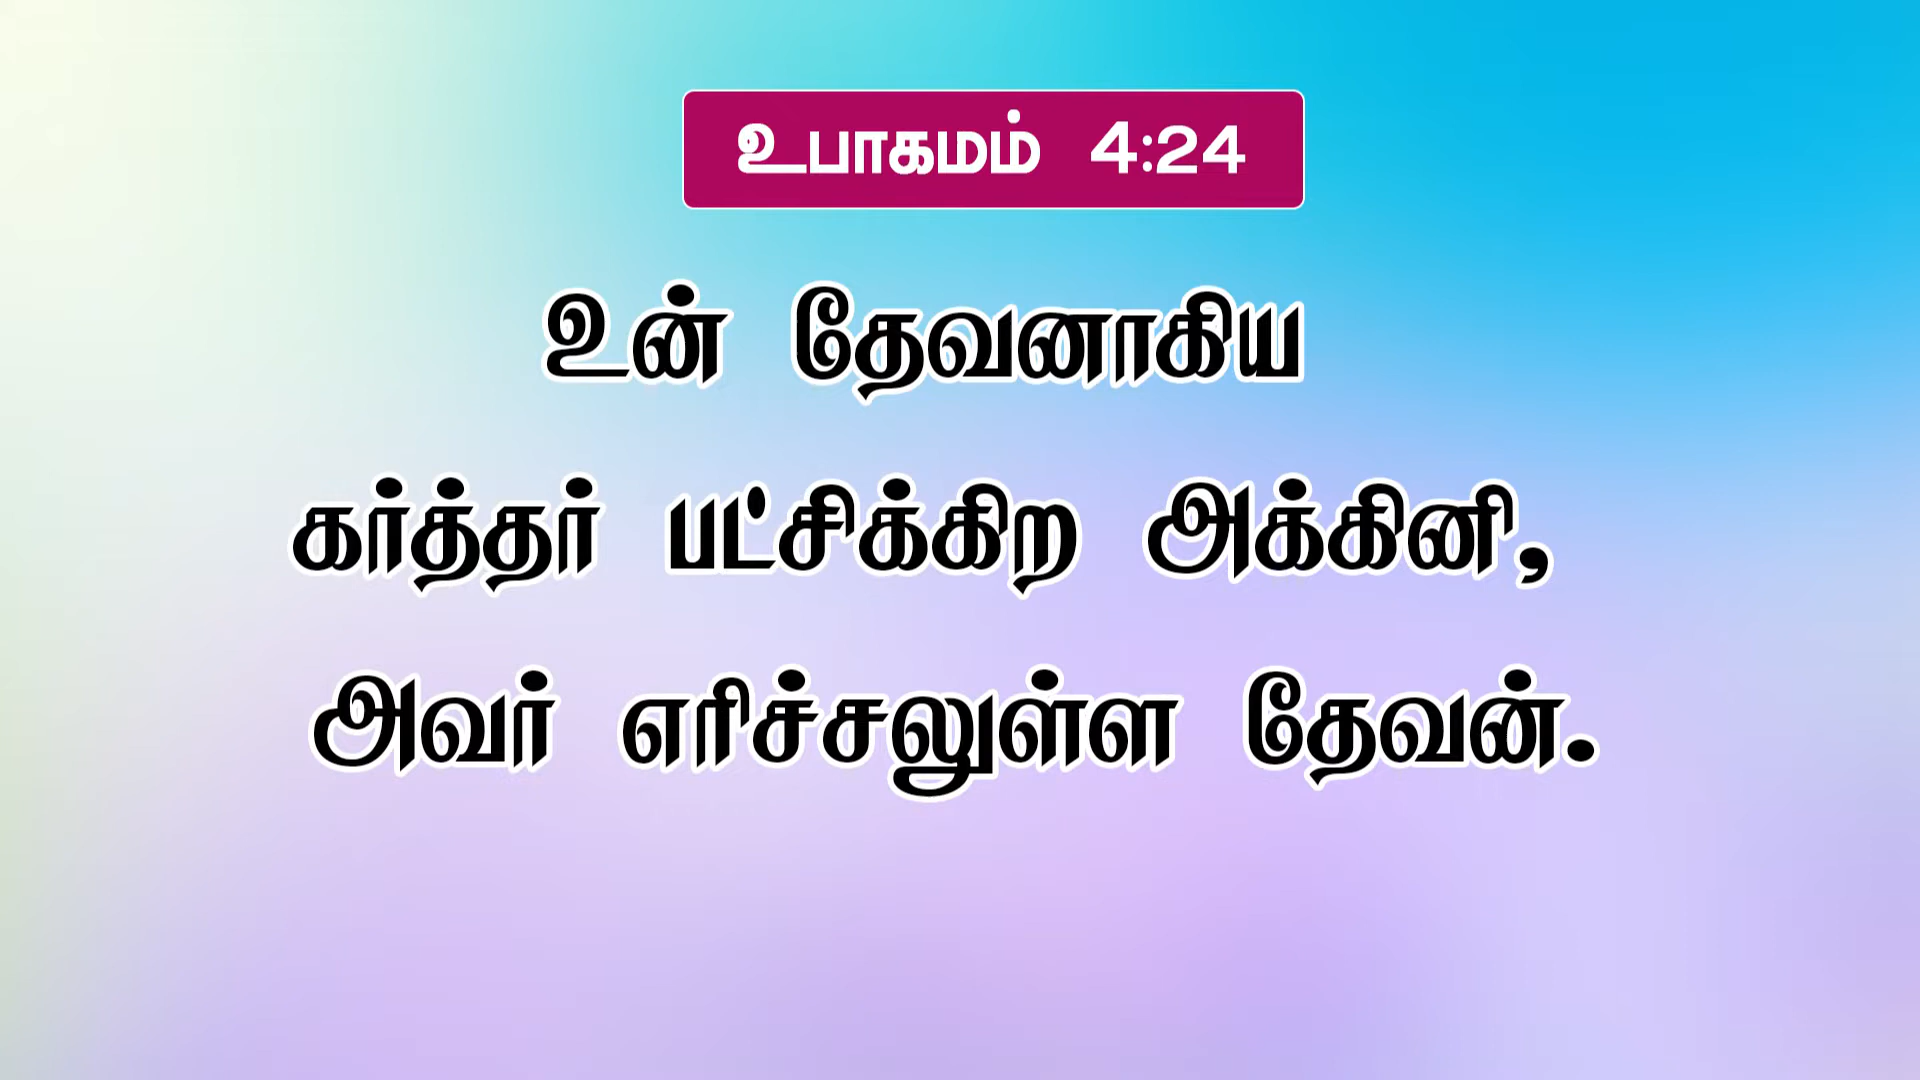 உபாகமம் 4:24
உன் தேவனாகிய
கர்த்தர் பட்சிக்கிற அக்கினி,
அவர் எரிச்சலுள்ள தேவன்.